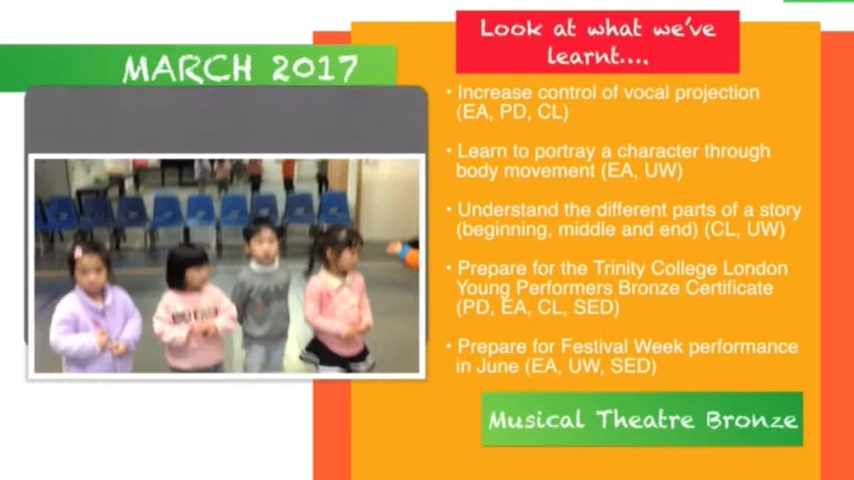 MARCH 2017
Look at what we've
learnt....
• Increase control of vocal projection
(EA, PD, CL)
• Learn to portray a character through
body movement (EA, UW)
• Understand the different parts of a story
(beginning, middle and end) (CL, UW)
• Prepare for the Trinity College London
Young Performers Bronze Certificate
(PD, EA, CL, SED)
• Prepare for Festival Week performance
in June (EA, UW, SED)
Musical Theatre Bronze